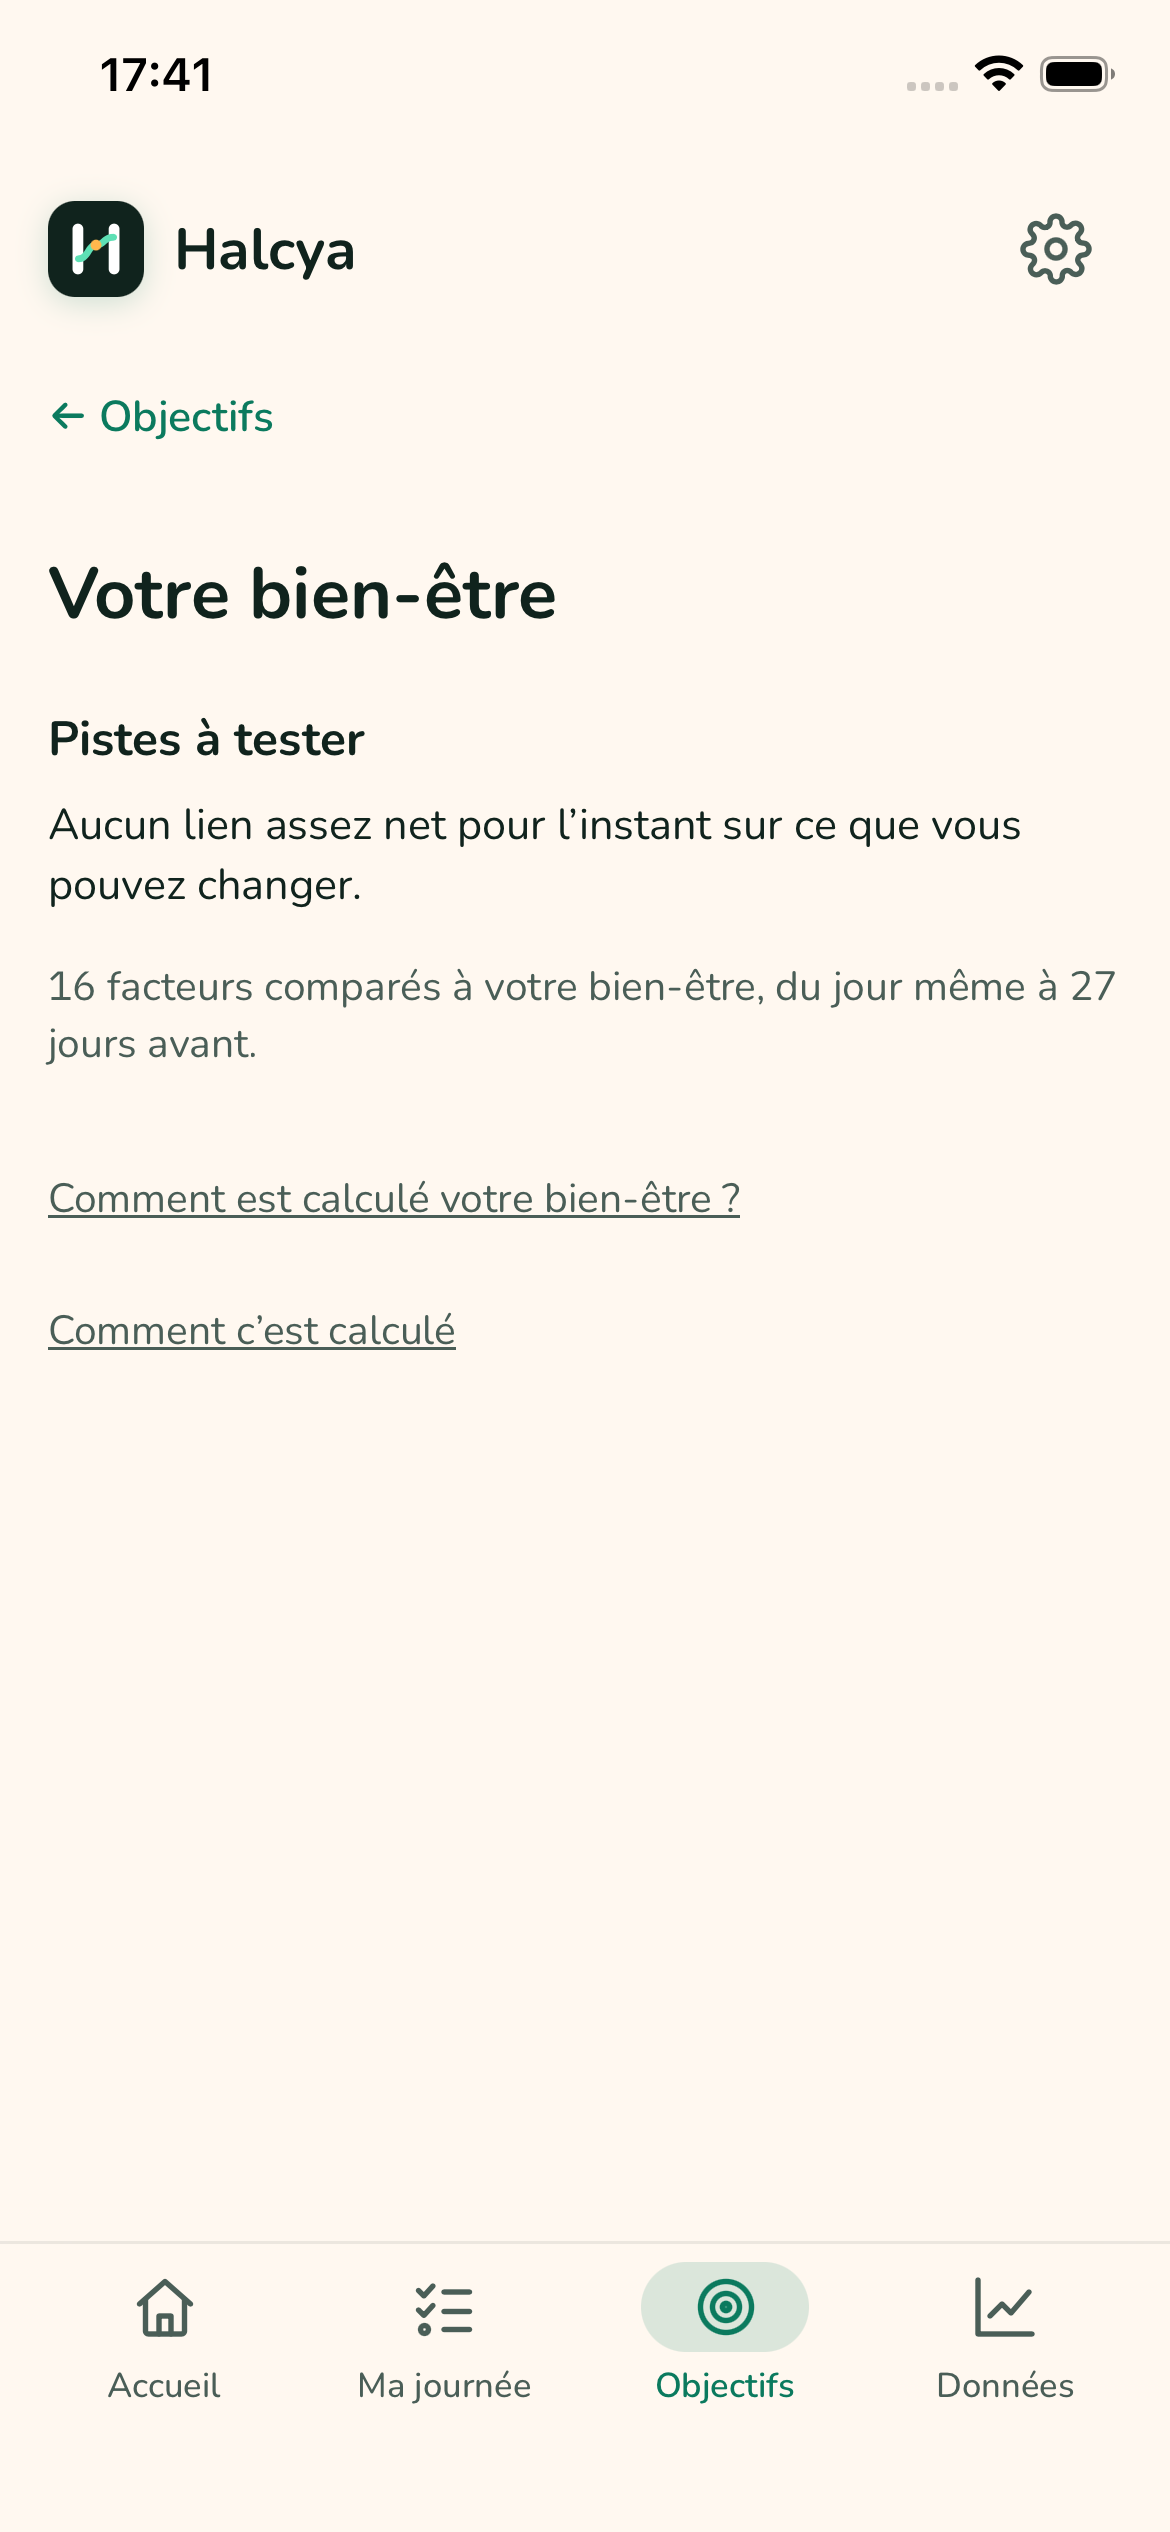 17:41
Halcya
← Objectifs
Votre bien-être
Pistes à tester
Aucun lien assez net pour l’instant sur ce que vous
pouvez changer.
16 facteurs comparés à votre bien-être, du jour même à 27
jours avant.
Comment est calculé votre bien-être ?
Comment c’est calculé
Accueil
Ma journée
Objectifs
Données